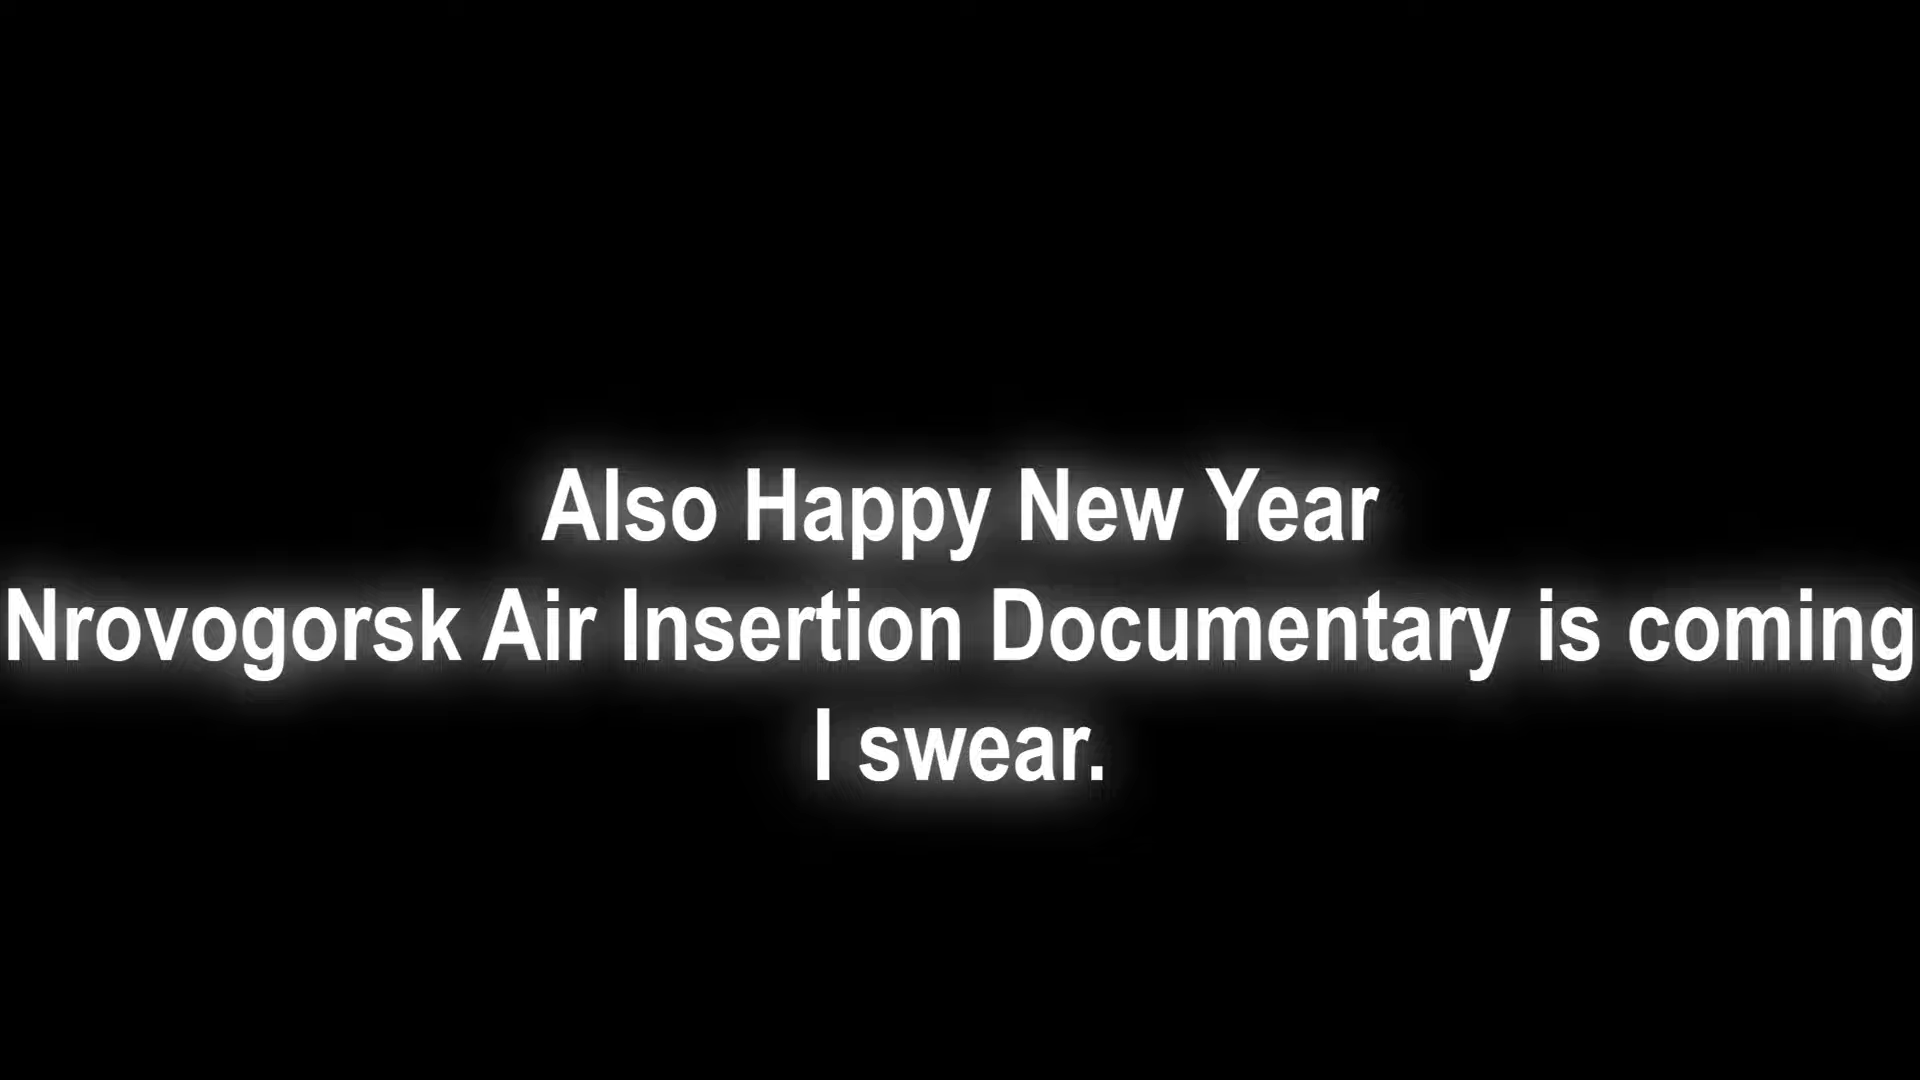 Also Happy New Year
Nrovogorsk Air Insertion Documentary is coming
I swear.